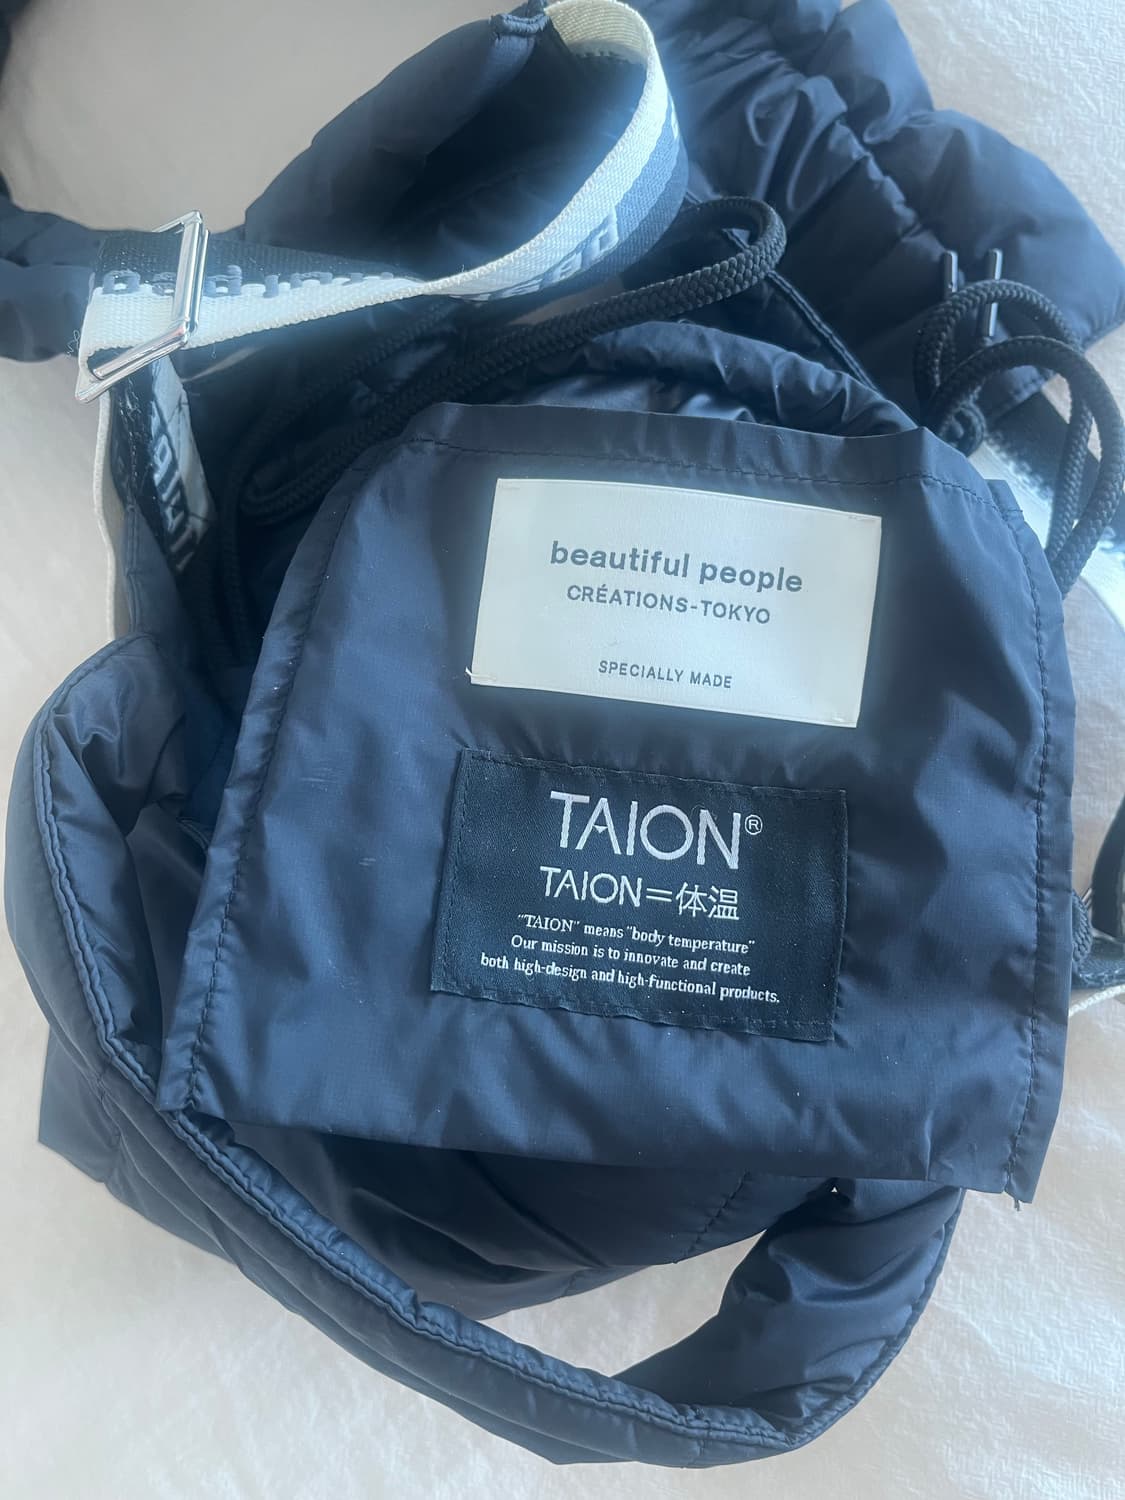 beautiful people
CRÉATIONS-TOKYO
SPECIALLY MADE
TAION®
TAION=体温
"TAION" means "body temperature"
Our mission is to innovate and create
both high-design and high-functional products.